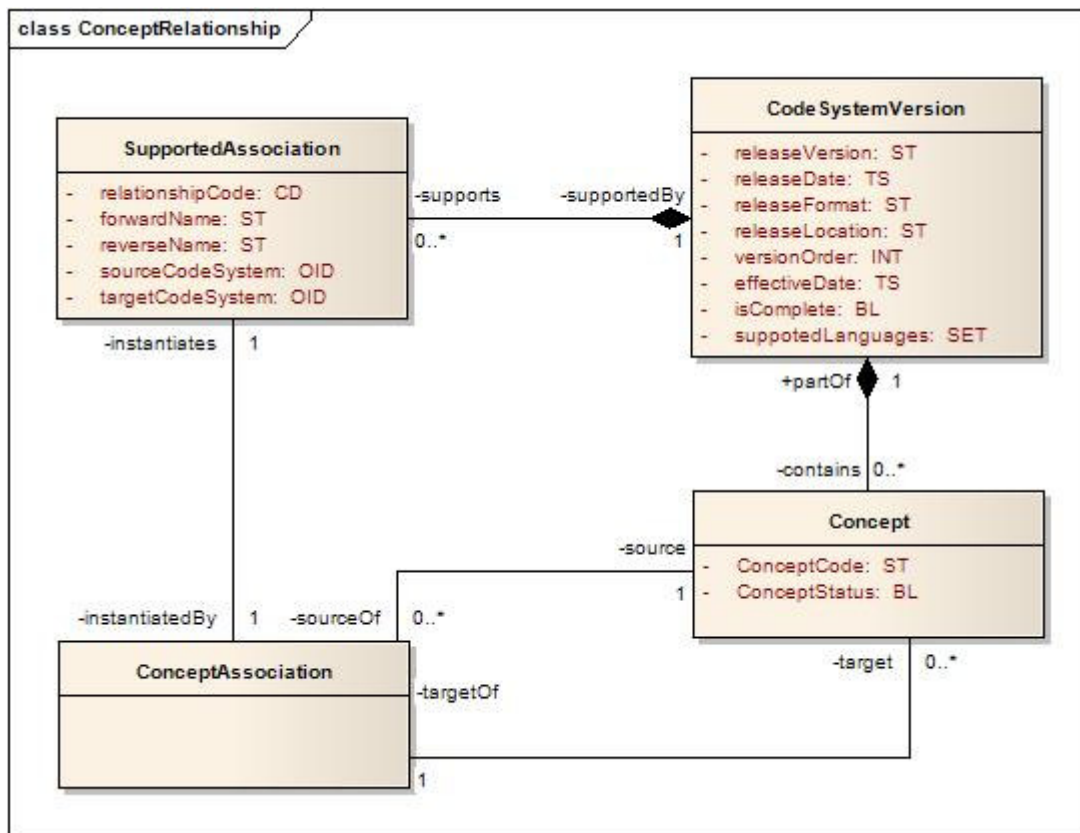 class ConceptRelationship
CodeSystemVersion
- releaseVersion: ST
- releaseDate: TS
- releaseFormat: ST
- releaseLocation: ST
- versionOrder: INT
- effectiveDate: TS
- isComplete: BL
- suppotedLanguages: SET
SupportedAssociation
- relationshipCode: CD
- forwardName: ST
- reverseName: ST
- sourceCodeSystem: OID
- targetCodeSystem: OID
-supports
0..*
-supportedBy
1
-instantiates 1
+partOf 1
-contains 0..*
Concept
- ConceptCode: ST
- ConceptStatus: BL
-source
1
-instantiatedBy 1
-sourceOf 0..*
ConceptAssociation
-targetOf
1
-target 0..*